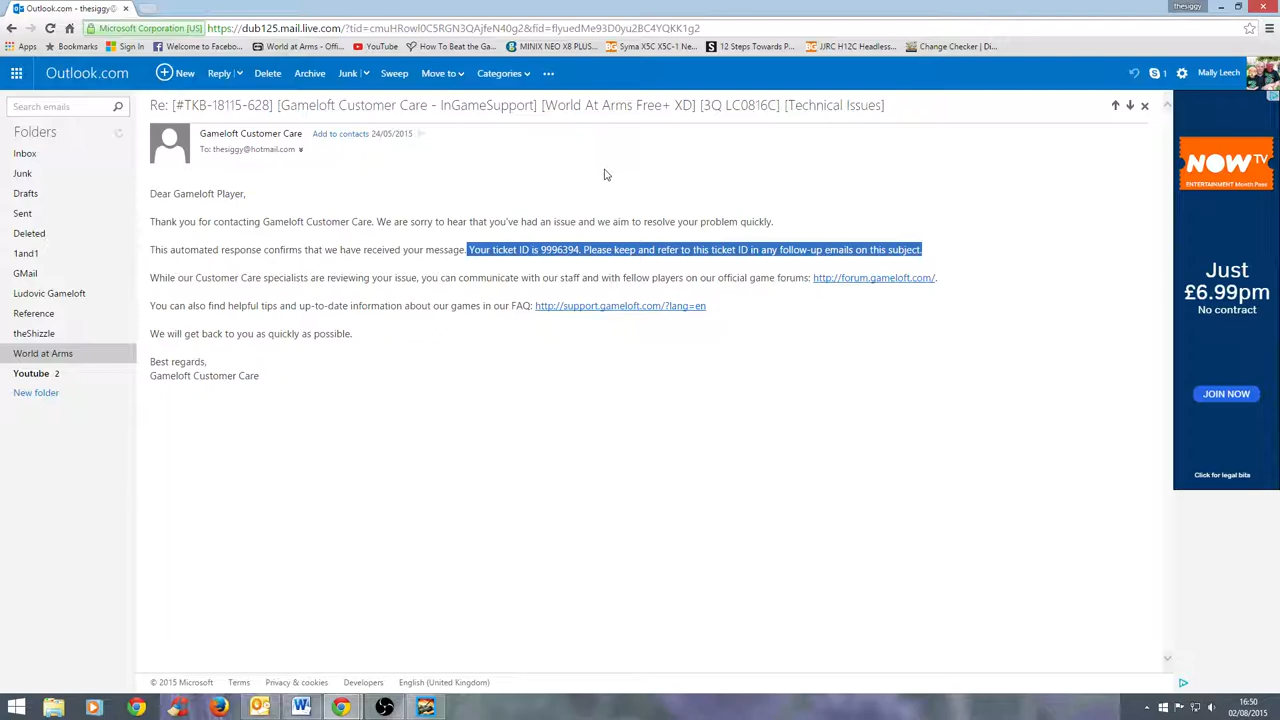 Outlook.com - thesiggy
thesiggy
Microsoft Corporation [US]
https://dub125.mail.live.com/?tid=cmuHRowI0C5RGN3QAjfeN40g2&fid=flyuedMe93D0yu2BC4YQKK1g2
Apps
Bookmarks
Sign In
Welcome to Facebo...
World at Arms - Office...
YouTube
How To Beat the Ga...
MINIX NEO X8 PLUS...
Syma X5C X5C-1 Ne...
12 Steps Towards P...
JJRC H12C Headless...
Change Checker | Di...
Outlook.com
New
Reply
Delete
Archive
Junk
Sweep
Move to
Categories
1
Mally Leech
Search emails
Folders
Inbox
Junk
Drafts
Sent
Deleted
1and1
GMail
Ludovic Gameloft
Reference
theShizzle
World at Arms
Youtube 2
New folder
Re: [#TKB-18115-628] [Gameloft Customer Care - InGameSupport] [World At Arms Free+ XD] [3Q LC0816C] [Technical Issues]
Gameloft Customer Care Add to contacts 24/05/2015
To: thesiggy@hotmail.com
Dear Gameloft Player,
Thank you for contacting Gameloft Customer Care. We are sorry to hear that you've had an issue and we aim to resolve your problem quickly.
This automated response confirms that we have received your message. Your ticket ID is 9996394. Please keep and refer to this ticket ID in any follow-up emails on this subject.
While our Customer Care specialists are reviewing your issue, you can communicate with our staff and with fellow players on our official game forums: http://forum.gameloft.com/.
You can also find helpful tips and up-to-date information about our games in our FAQ: http://support.gameloft.com/?lang=en
We will get back to you as quickly as possible.
Best regards,
Gameloft Customer Care
NOW TV
ENTERTAINMENT Month Pass
Just
£6.99pm
No contract
JOIN NOW
Click for legal bits
© 2015 Microsoft
Terms
Privacy & cookies
Developers
English (United Kingdom)
16:50
02/08/2015